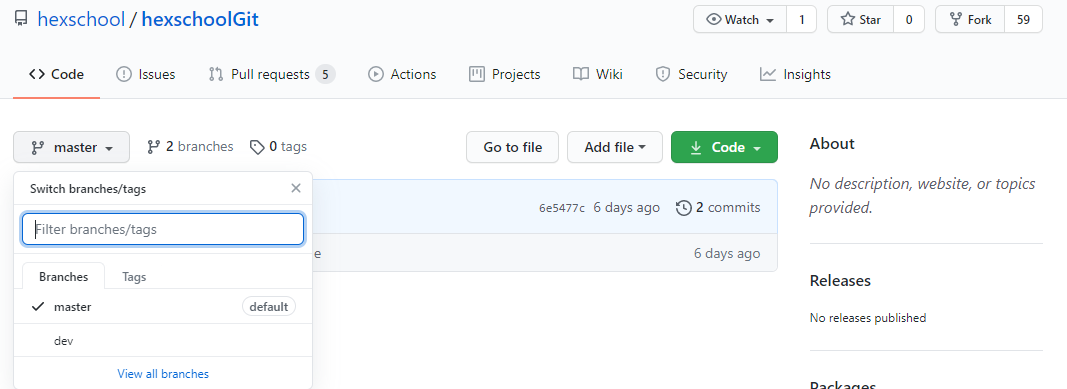 hexschool / hexschoolGit
Watch 1 Star 0 Fork 59
Code Issues Pull requests 5 Actions Projects Wiki Security Insights
master 2 branches 0 tags Go to file Add file Code
Switch branches/tags
Filter branches/tags
Branches Tags
master default
dev
View all branches
6e5477c 6 days ago 2 commits
e 6 days ago
About
No description, website, or topics
provided.
Releases
No releases published
Packages